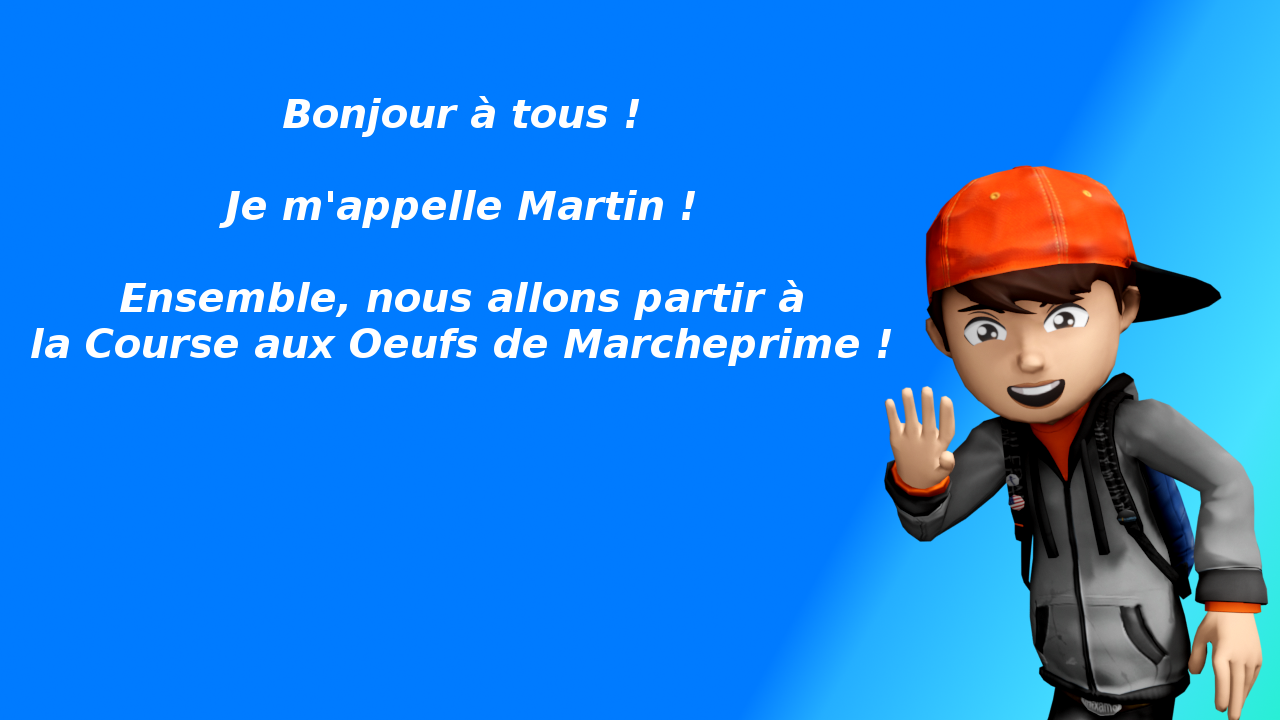 Bonjour à tous !
Je m'appelle Martin !
Ensemble, nous allons partir à
la Course aux Oeufs de Marcheprime !